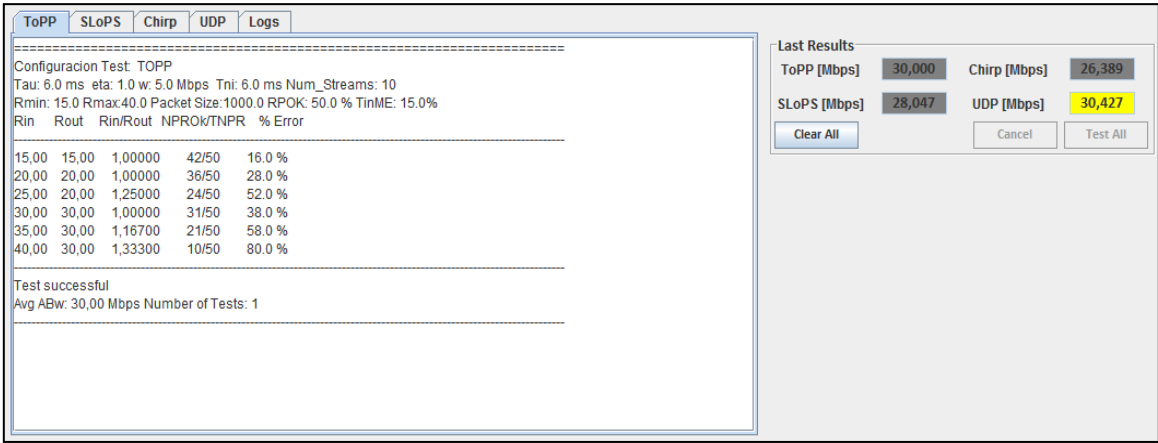 ToPP SLoPS Chirp UDP Logs
======================================================================
Configuracion Test: TOPP
Tau: 6.0 ms eta: 1.0 w: 5.0 Mbps Tni: 6.0 ms Num_Streams: 10
Rmin: 15.0 Rmax:40.0 Packet Size:1000.0 RPOK: 50.0 % TinME: 15.0%
Rin Rout Rin/Rout NPROk/TNPR % Error
15,00 15,00 1,00000 42/50 16.0 %
20,00 20,00 1,00000 36/50 28.0 %
25,00 20,00 1,25000 24/50 52.0 %
30,00 30,00 1,00000 31/50 38.0 %
35,00 30,00 1,16700 21/50 58.0 %
40,00 30,00 1,33300 10/50 80.0 %
Test successful
Avg ABw: 30,00 Mbps Number of Tests: 1
Last Results
ToPP [Mbps] 30,000 Chirp [Mbps] 26,389
SLoPS [Mbps] 28,047 UDP [Mbps] 30,427
Clear All Cancel Test All